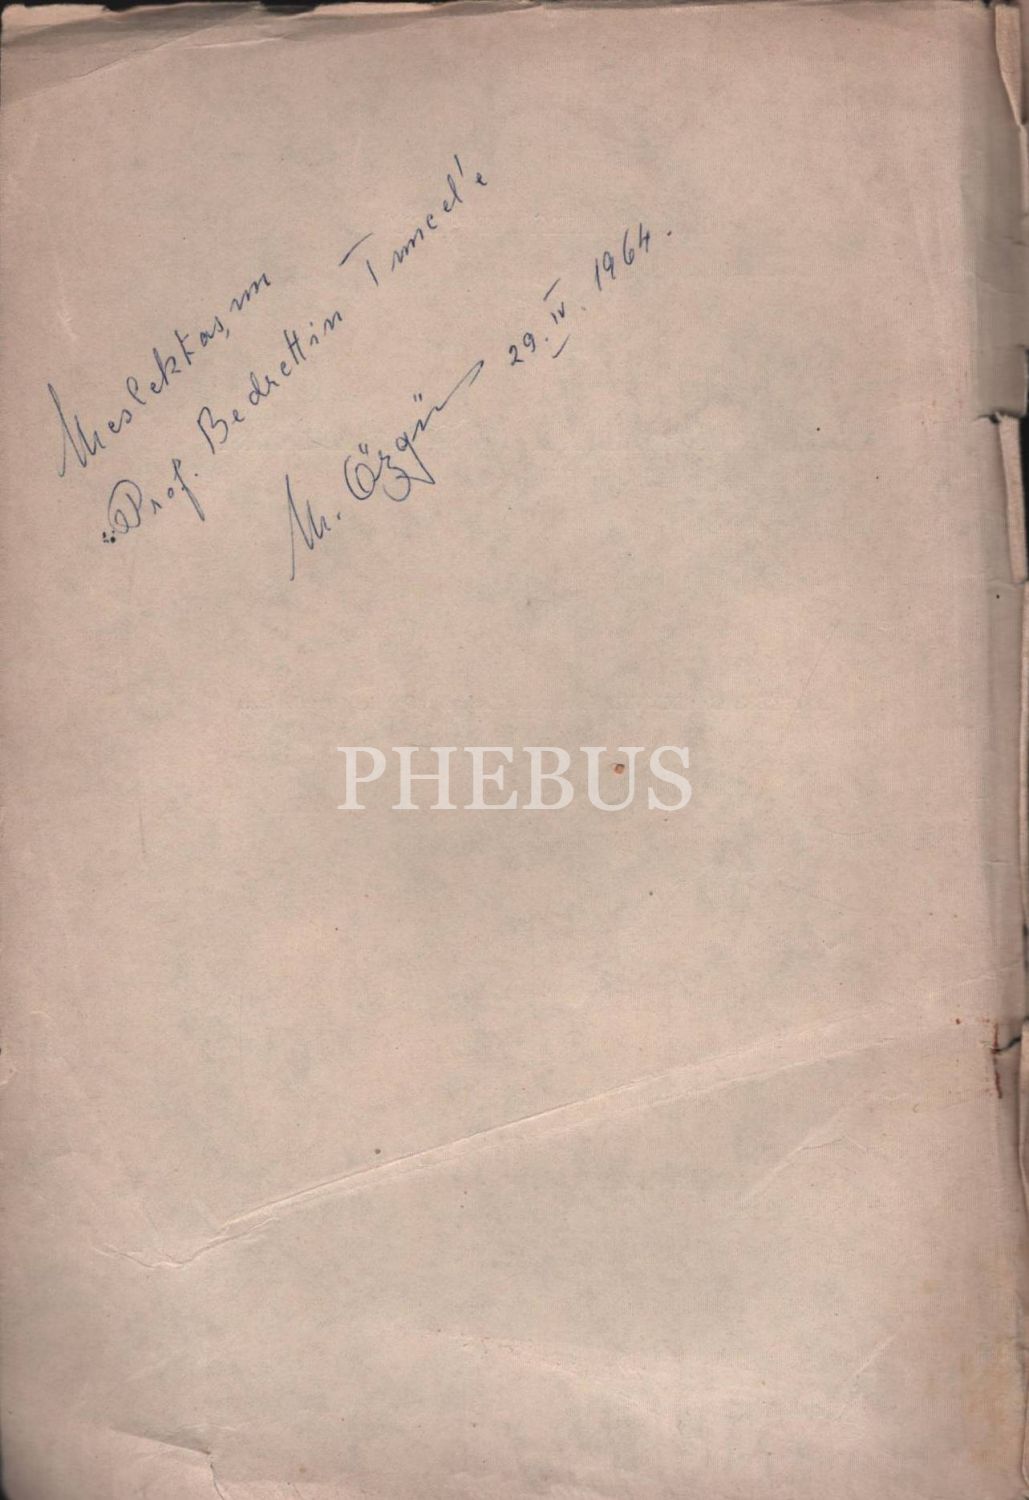 Meslektaşım
Prof. Bedrettin Tuncel'e
M. Özgü
29.IV.1964.
PHEBUS